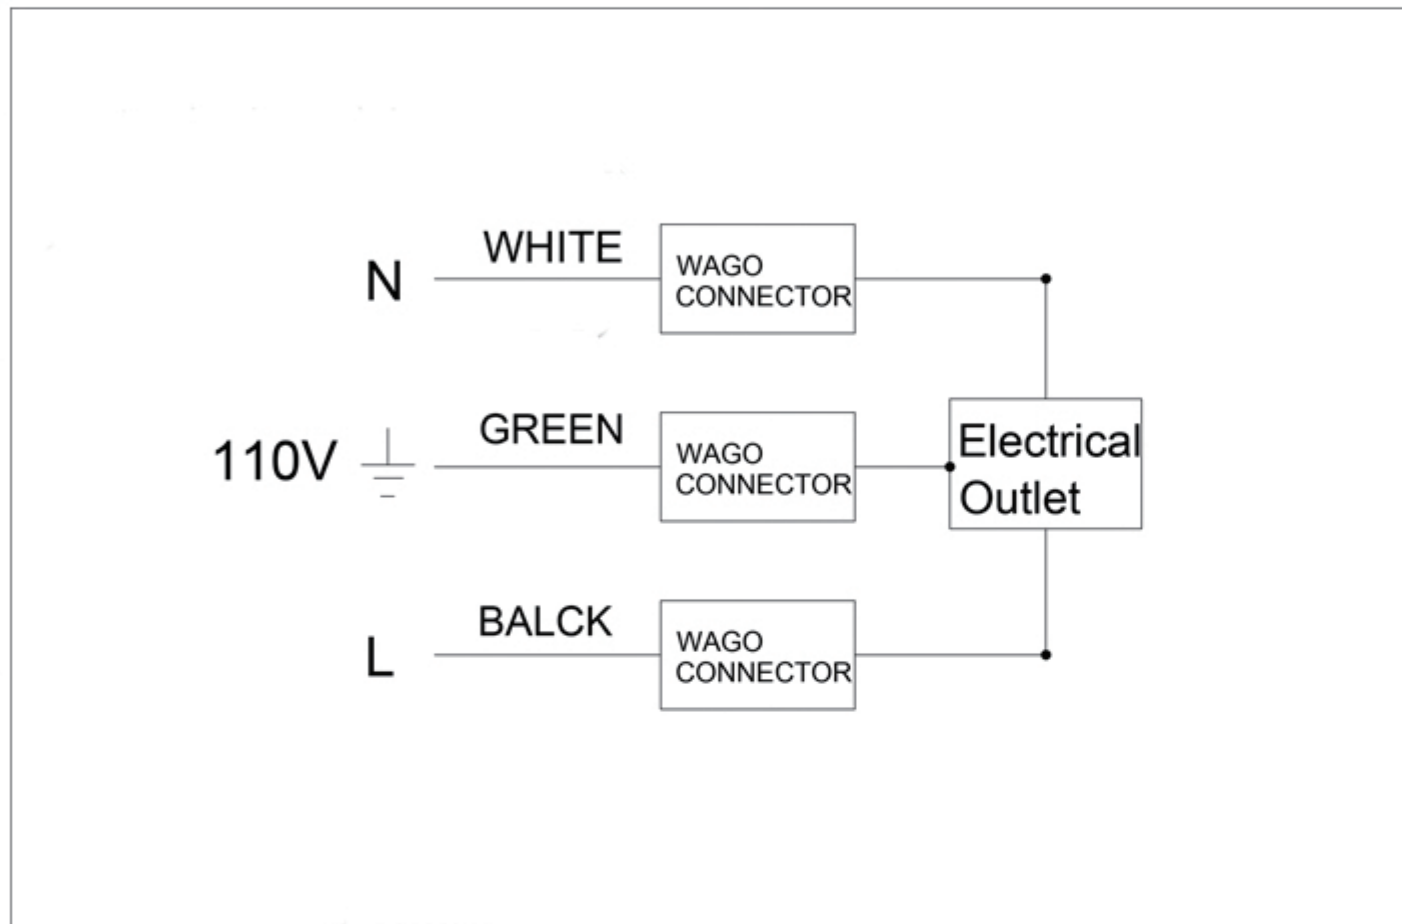 N
WHITE
WAGO
CONNECTOR
110V
GREEN
WAGO
CONNECTOR
Electrical
Outlet
L
BALCK
WAGO
CONNECTOR